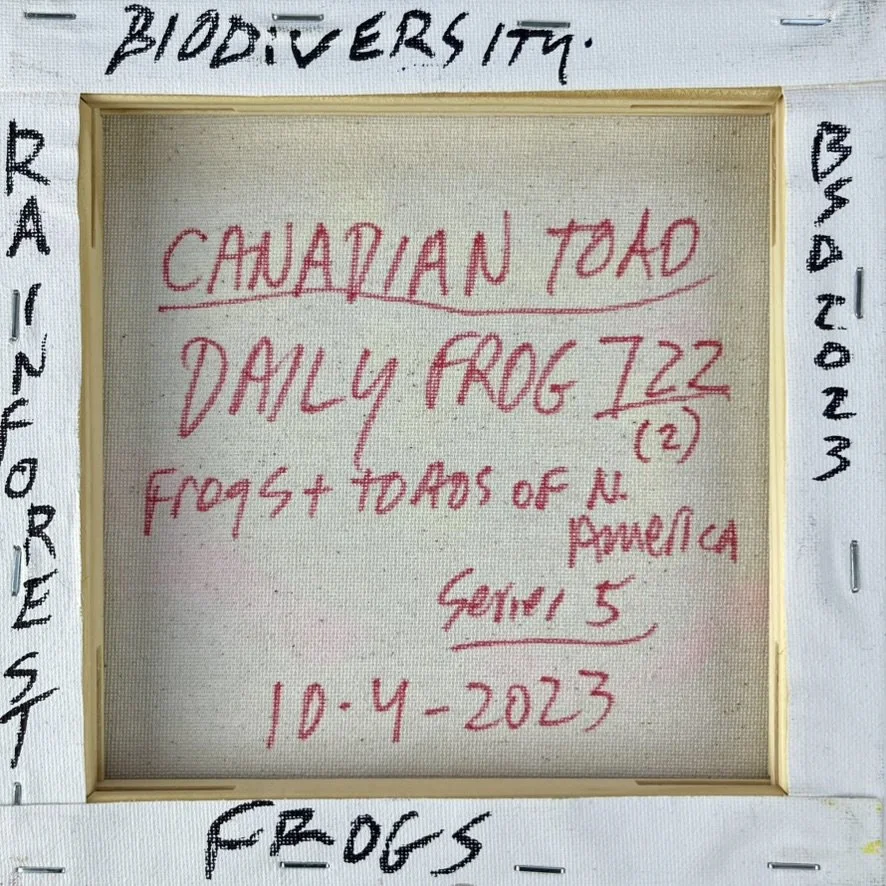 BIODIVERSITY.
RAINFOREST
CANADIAN TOAD
DAILY FROG 722
(2)
Frogs + TOADS OF N.
America
Series 5
10-4-2023
BSD2023
FROGS